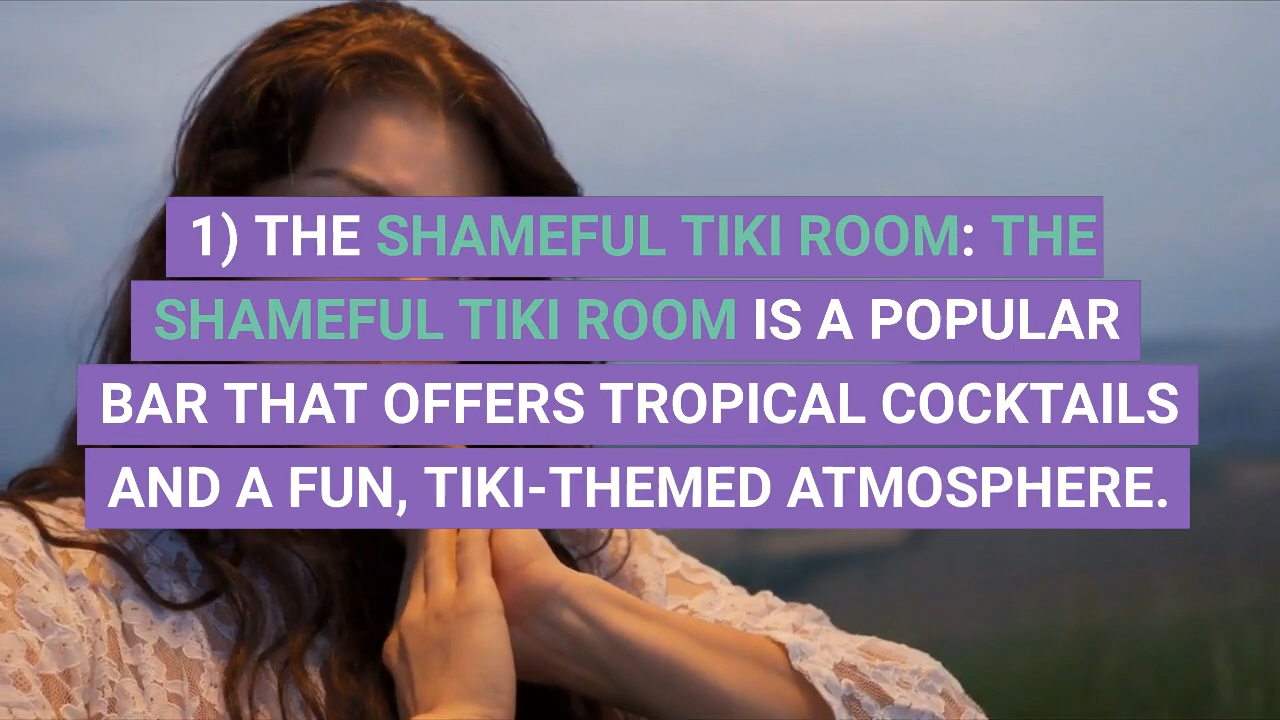 1) THE SHAMEFUL TIKI ROOM: THE
SHAMEFUL TIKI ROOM IS A POPULAR
BAR THAT OFFERS TROPICAL COCKTAILS
AND A FUN, TIKI-THEMED ATMOSPHERE.